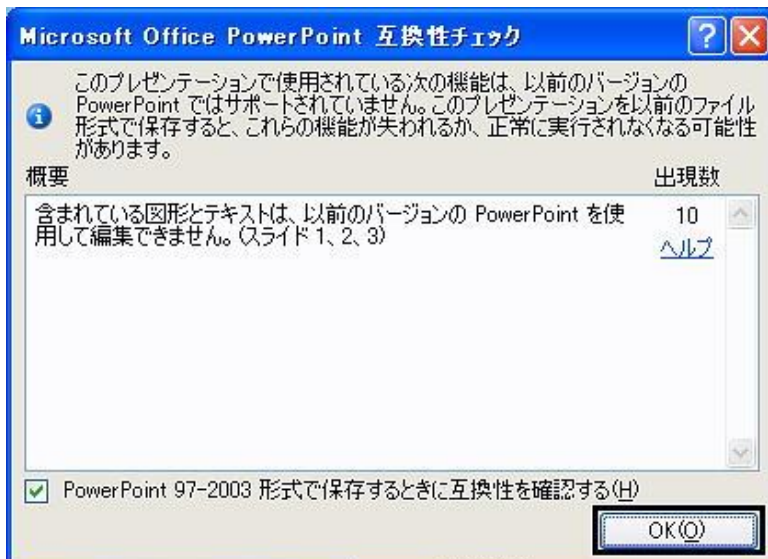 Microsoft Office PowerPoint 互換性チェック
このプレゼンテーションで使用されている次の機能は、以前のバージョンの
PowerPoint ではサポートされていません。このプレゼンテーションを以前のファイル
形式で保存すると、これらの機能が失われるか、正常に実行されなくなる可能性
があります。
概要 出現数
含まれている図形とテキストは、以前のバージョンの PowerPoint を使 10
用して編集できません。(スライド 1、2、3) ヘルプ
PowerPoint 97-2003 形式で保存するときに互換性を確認する(H)
OK(O)